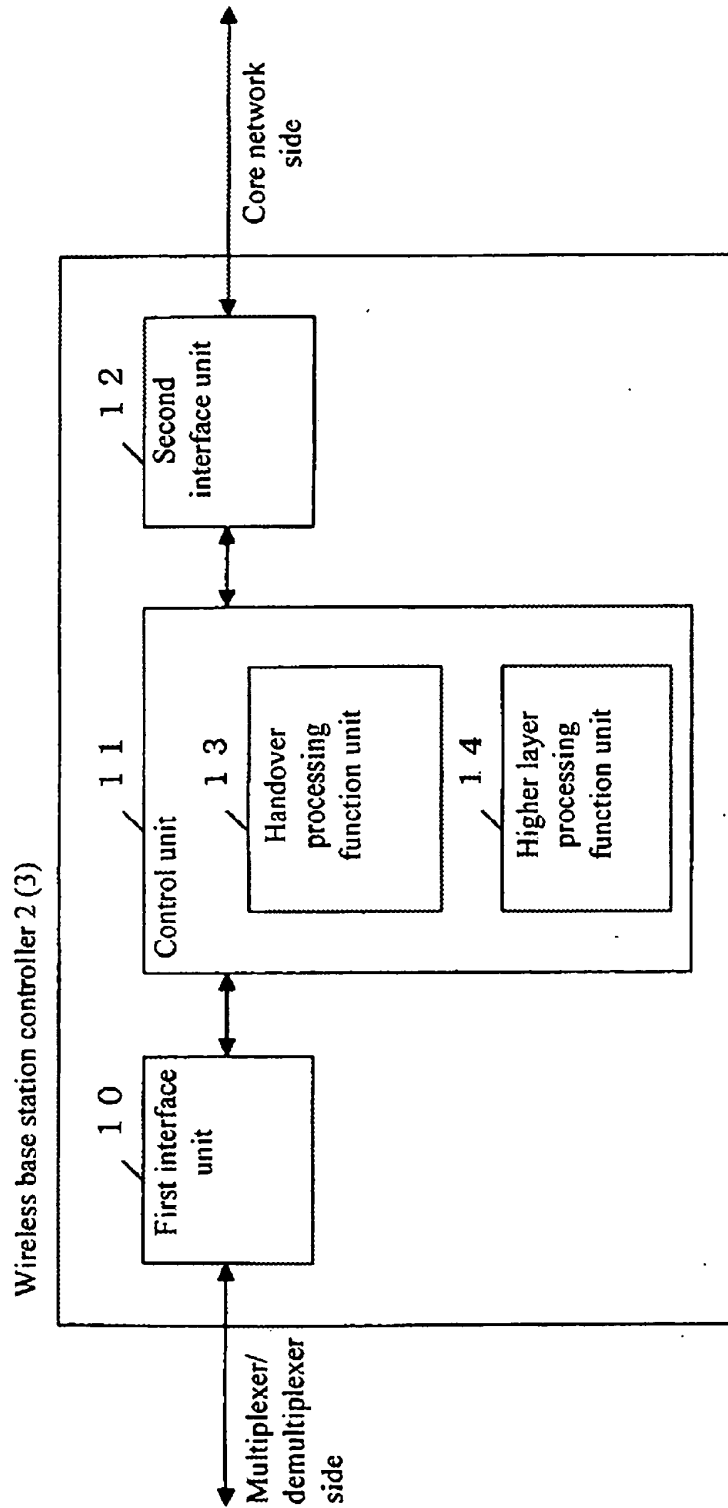 Wireless base station controller 2 (3)
Multiplexer/
demultiplexer
side
1 0
First interface
unit
1 1
Control unit
1 3
Handover
processing
function unit
1 4
Higher layer
processing
function unit
1 2
Second
interface unit
Core network
side